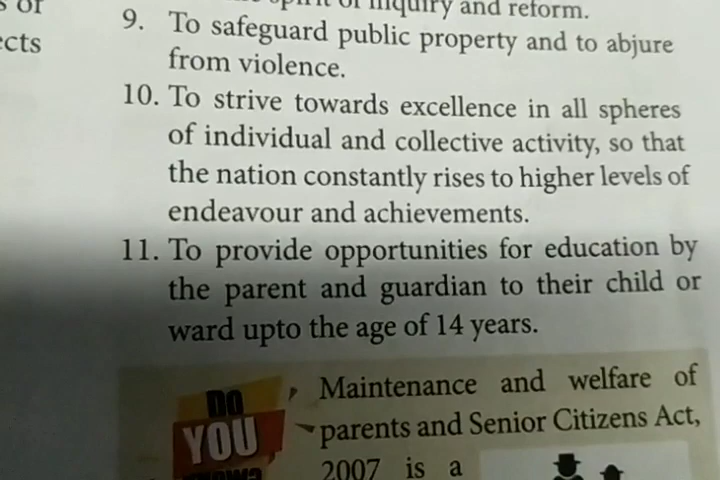 s of
ects
spirit of inquiry and reform.
9. To safeguard public property and to abjure
from violence.
10. To strive towards excellence in all spheres
of individual and collective activity, so that
the nation constantly rises to higher levels of
endeavour and achievements.
11. To provide opportunities for education by
the parent and guardian to their child or
ward upto the age of 14 years.
DO
YOU
KNOW?
Maintenance and welfare of
parents and Senior Citizens Act,
2007 is a